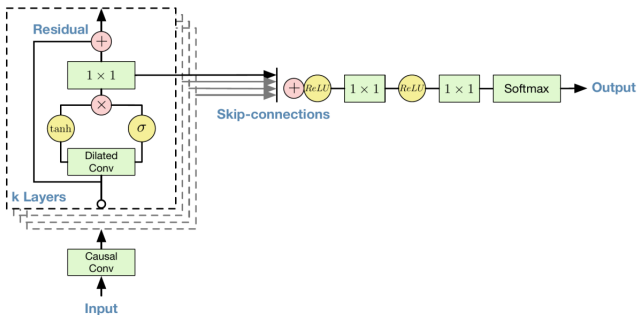 Residual
+
1 × 1
×
tanh
σ
Dilated
Conv
k Layers
Causal
Conv
Input
Skip-connections
+
ReLU
1 × 1
ReLU
1 × 1
Softmax
Output